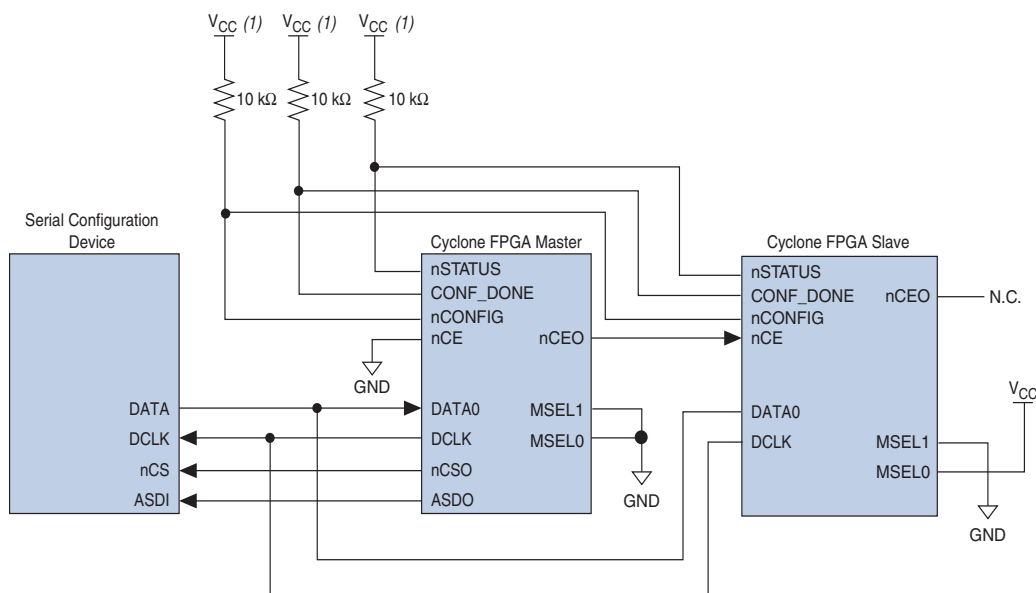 VCC (1) VCC (1) VCC (1)
10 kΩ 10 kΩ 10 kΩ
Serial Configuration
Device
DATA
DCLK
nCS
ASDI
Cyclone FPGA Master
nSTATUS
CONF_DONE
nCONFIG
nCE
nCEO
GND
DATA0
DCLK
nCSO
ASDO
MSEL1
MSEL0
GND
Cyclone FPGA Slave
nSTATUS
CONF_DONE
nCONFIG
nCE
nCEO
N.C.
DATA0
DCLK
MSEL1
MSEL0
VCC
GND